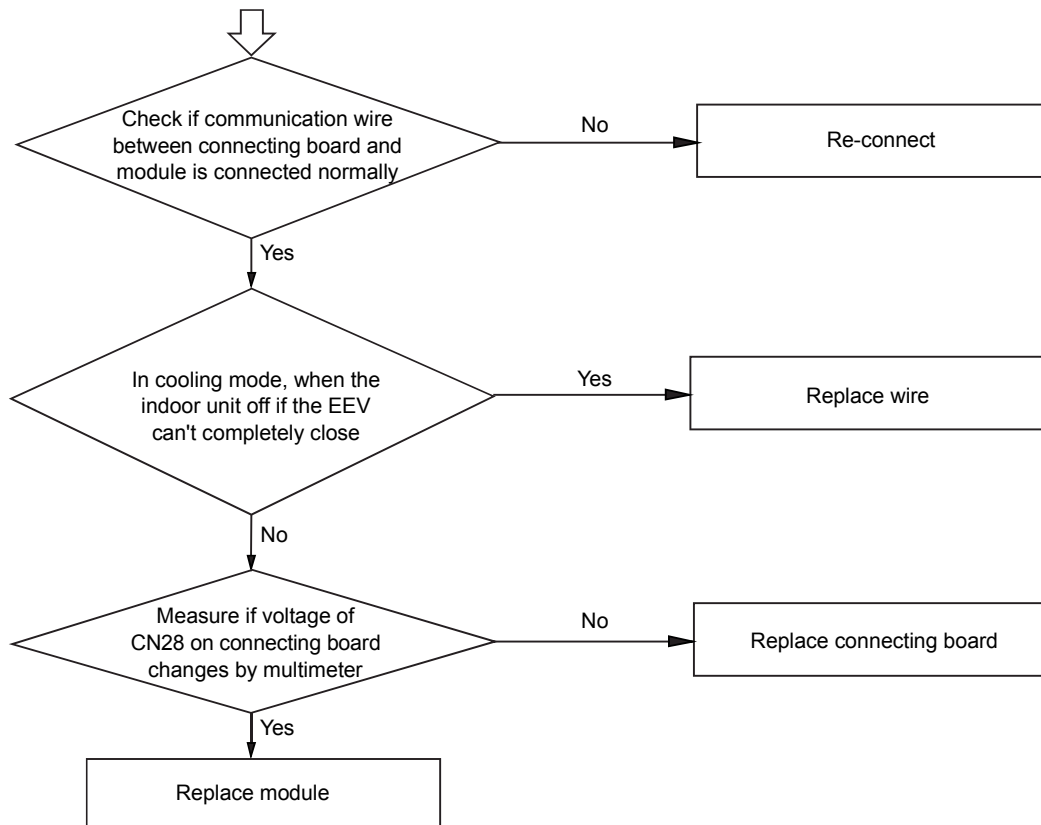 Check if communication wire
between connecting board and
module is connected normally
No
Re-connect
Yes
In cooling mode, when the
indoor unit off if the EEV
can't completely close
Yes
Replace wire
No
Measure if voltage of
CN28 on connecting board
changes by multimeter
No
Replace connecting board
Yes
Replace module